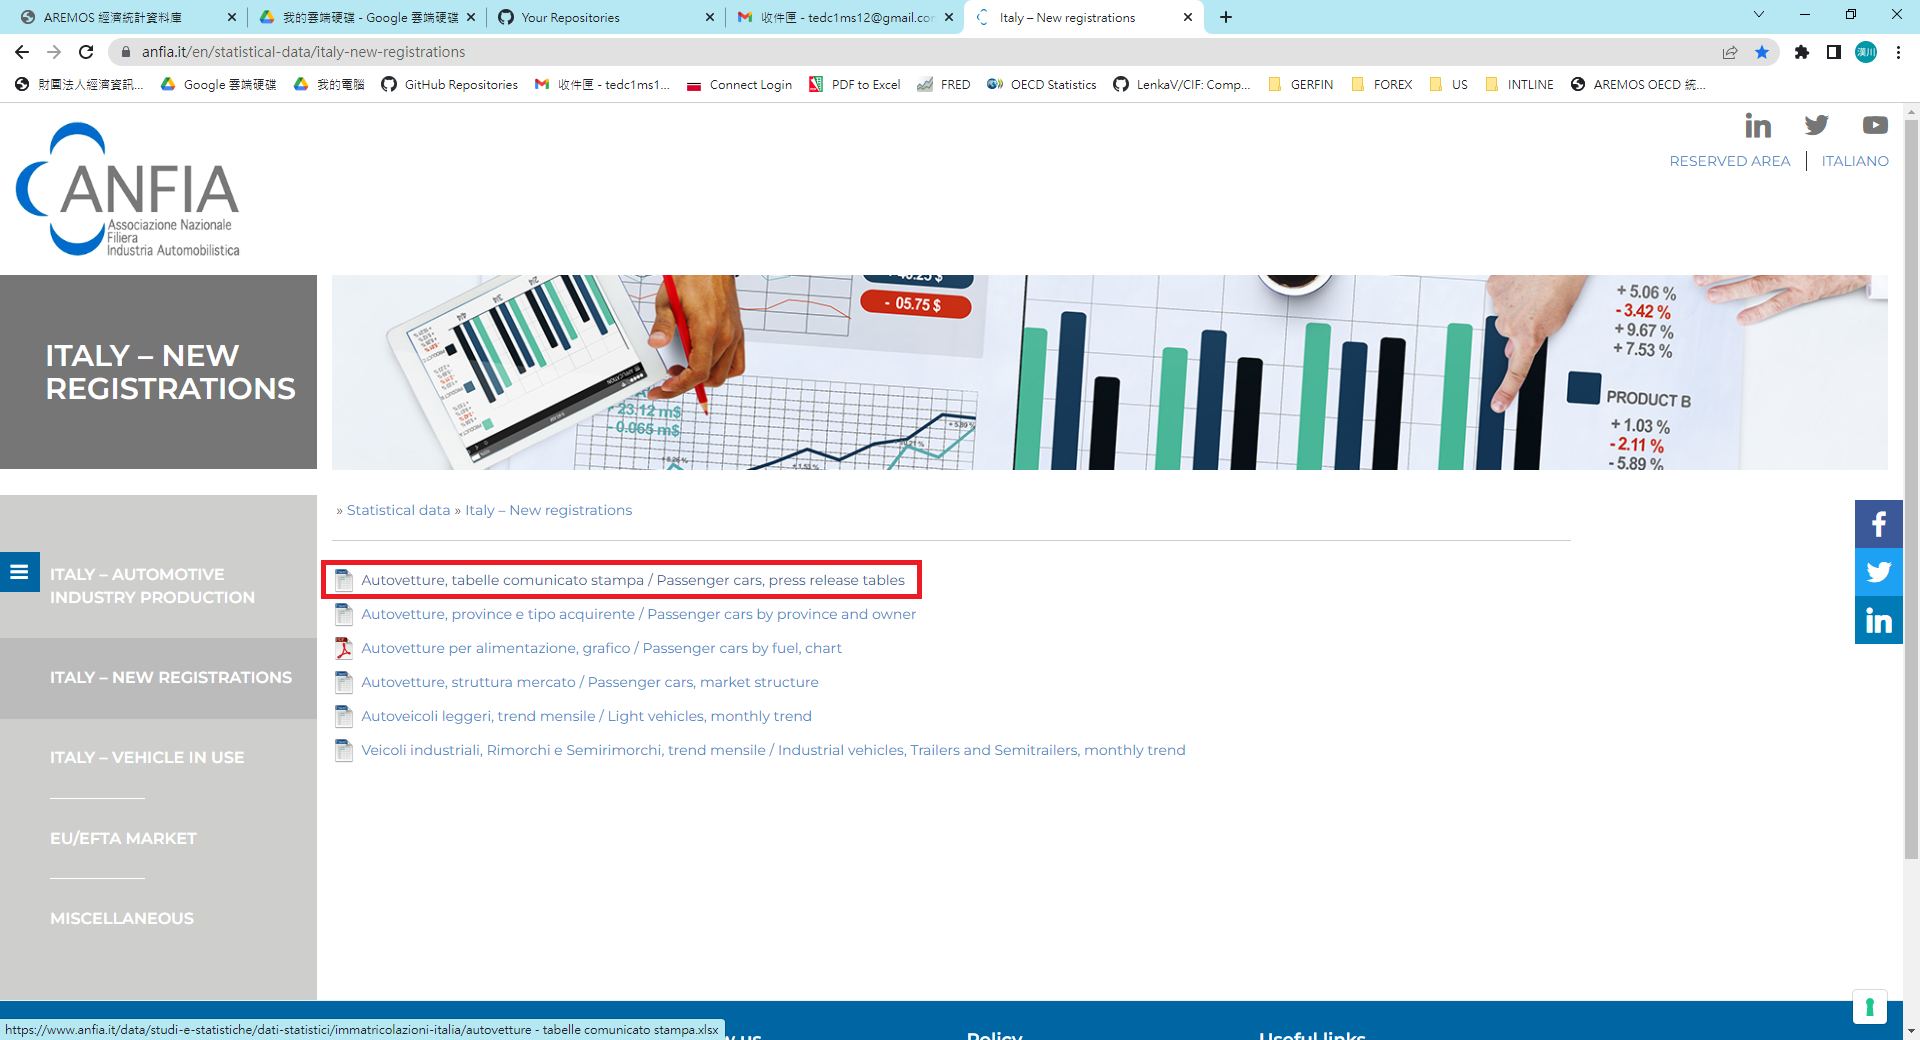 AREMOS 經濟統計資料庫
我的雲端硬碟 - Google 雲端硬碟
Your Repositories
收件匣 - tedc1ms12@gmail.co
Italy – New registrations
anfia.it/en/statistical-data/italy-new-registrations
漢川
財團法人經濟資訊...
Google 雲端硬碟
我的電腦
GitHub Repositories
收件匣 - tedc1ms1...
Connect Login
PDF to Excel
FRED
OECD Statistics
LenkaV/CIF: Comp...
GERFIN
FOREX
US
INTLINE
AREMOS OECD 統...
RESERVED AREA
ITALIANO
ANFIA
Associazione Nazionale
Filiera
Industria Automobilistica
ITALY – NEW
REGISTRATIONS
- 05.75 $
23.12 m$
- 0.065 m$
+ 5.06 %
- 3.42 %
+ 9.67 %
+ 7.53 %
PRODUCT B
+ 1.03 %
- 2.11 %
- 5.89 %
» Statistical data » Italy – New registrations
ITALY – AUTOMOTIVE
INDUSTRY PRODUCTION
ITALY – NEW REGISTRATIONS
ITALY – VEHICLE IN USE
EU/EFTA MARKET
MISCELLANEOUS
Autovetture, tabelle comunicato stampa / Passenger cars, press release tables
Autovetture, province e tipo acquirente / Passenger cars by province and owner
Autovetture per alimentazione, grafico / Passenger cars by fuel, chart
Autovetture, struttura mercato / Passenger cars, market structure
Autoveicoli leggeri, trend mensile / Light vehicles, monthly trend
Veicoli industriali, Rimorchi e Semirimorchi, trend mensile / Industrial vehicles, Trailers and Semitrailers, monthly trend
https://www.anfia.it/data/studi-e-statistiche/dati-statistici/immatricolazioni-italia/autovetture - tabelle comunicato stampa.xlsx
us
Policy
Useful links